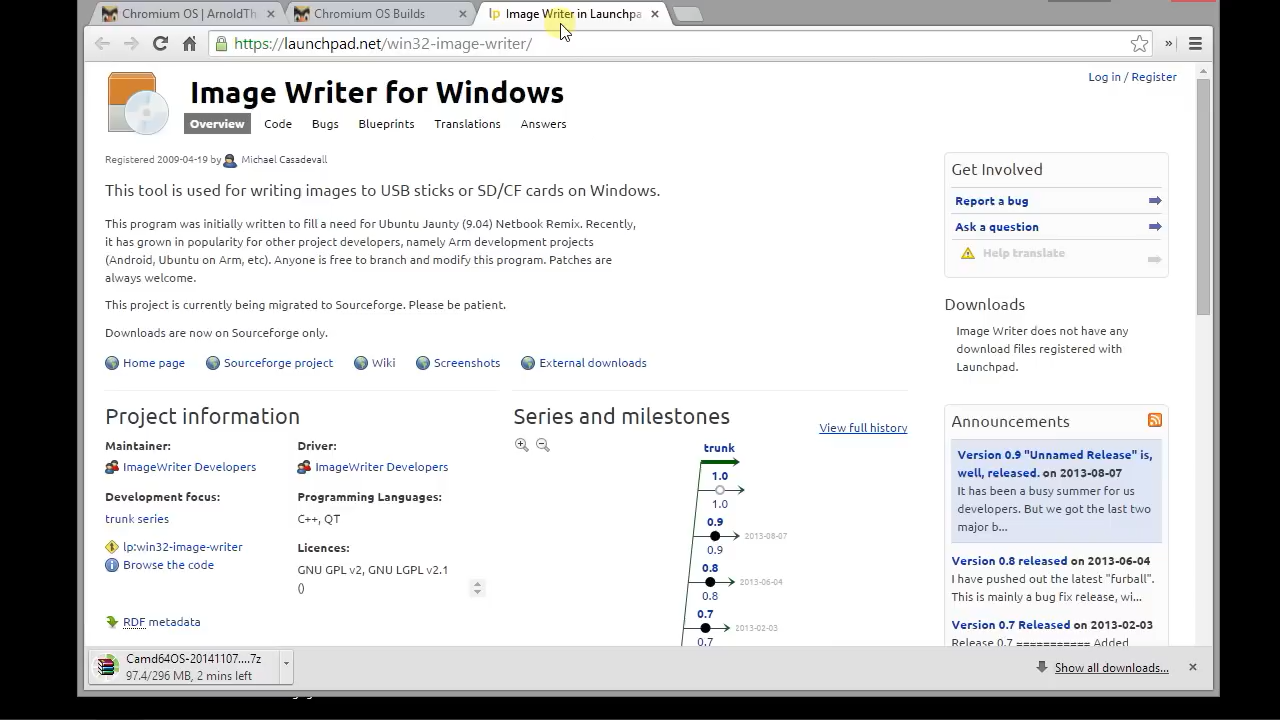 Chromium OS | ArnoldTh
Chromium OS Builds
Image Writer in Launchpa
https://launchpad.net/win32-image-writer/
Log in / Register
Image Writer for Windows
Overview Code Bugs Blueprints Translations Answers
Registered 2009-04-19 by Michael Casadevall
This tool is used for writing images to USB sticks or SD/CF cards on Windows.
This program was initially written to fill a need for Ubuntu Jaunty (9.04) Netbook Remix. Recently,
it has grown in popularity for other project developers, namely Arm development projects
(Android, Ubuntu on Arm, etc). Anyone is free to branch and modify this program. Patches are
always welcome.
This project is currently being migrated to Sourceforge. Please be patient.
Downloads are now on Sourceforge only.
Home page Sourceforge project Wiki Screenshots External downloads
Project information
Maintainer:
ImageWriter Developers
Driver:
ImageWriter Developers
Development focus:
trunk series
Programming Languages:
C++, QT
lp:win32-image-writer
Browse the code
Licences:
GNU GPL v2, GNU LGPL v2.1
()
RDF metadata
Series and milestones
View full history
trunk
1.0
1.0
0.9
2013-08-07
0.9
0.8
2013-06-04
0.8
0.7
2013-02-03
0.7
Get Involved
Report a bug
Ask a question
Help translate
Downloads
Image Writer does not have any
download files registered with
Launchpad.
Announcements
Version 0.9 "Unnamed Release" is,
well, released. on 2013-08-07
It has been a busy summer for us
developers. But we got the last two
major b...
Version 0.8 released on 2013-06-04
I have pushed out the latest "furball".
This is mainly a bug fix release, wi...
Version 0.7 Released on 2013-02-03
Release 0.7 =========== Added
Camd64OS-20141107....7z
97.4/296 MB, 2 mins left
Show all downloads...